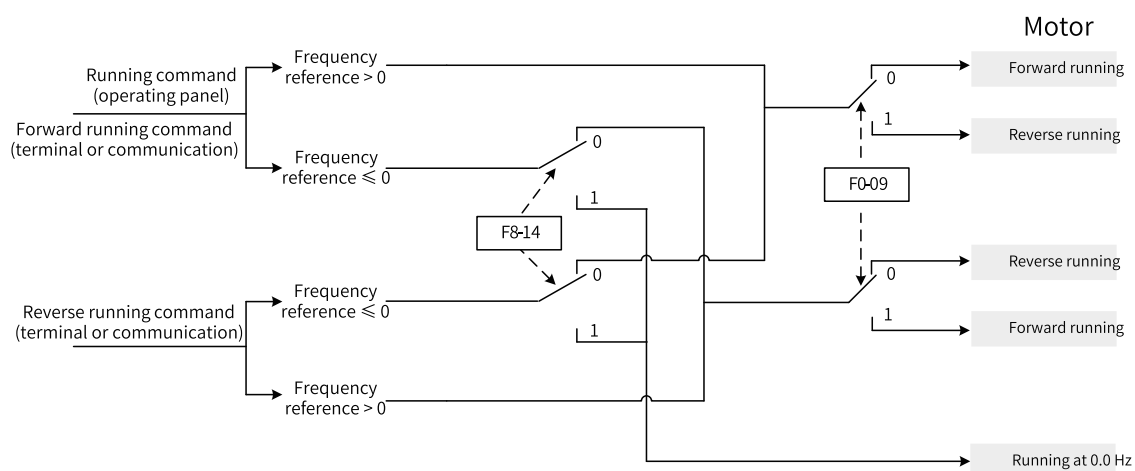 Motor
Running command
(operating panel)
Forward running command
(terminal or communication)
Frequency
reference > 0
Frequency
reference ⩽ 0
0
1
F8-14
0
1
Reverse running command
(terminal or communication)
Frequency
reference ⩽ 0
Frequency
reference > 0
0
1
F0-09
0
1
Forward running
Reverse running
Reverse running
Forward running
Running at 0.0 Hz